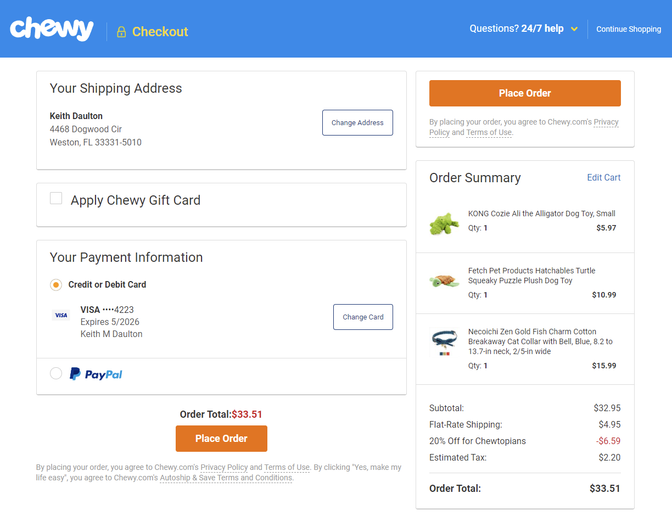 chewy
Checkout
Questions? 24/7 help
Continue Shopping
Your Shipping Address
Keith Daulton
4468 Dogwood Cir
Weston, FL 33331-5010
Change Address
Apply Chewy Gift Card
Your Payment Information
Credit or Debit Card
VISA
VISA ••••4223
Expires 5/2026
Keith M Daulton
Change Card
PayPal
Order Total:$33.51
Place Order
By placing your order, you agree to Chewy.com's Privacy Policy and Terms of Use. By clicking "Yes, make my
life easy", you agree to Chewy.com's Autoship & Save Terms and Conditions.
Place Order
By placing your order, you agree to Chewy.com's Privacy
Policy and Terms of Use.
Order Summary
Edit Cart
KONG Cozie Ali the Alligator Dog Toy, Small
Qty: 1
$5.97
Fetch Pet Products Hatchables Turtle
Squeaky Puzzle Plush Dog Toy
Qty: 1
$10.99
Necoichi Zen Gold Fish Charm Cotton
Breakaway Cat Collar with Bell, Blue, 8.2 to
13.7-in neck, 2/5-in wide
Qty: 1
$15.99
Subtotal: $32.95
Flat-Rate Shipping: $4.95
20% Off for Chewtopians -$6.59
Estimated Tax: $2.20
Order Total: $33.51